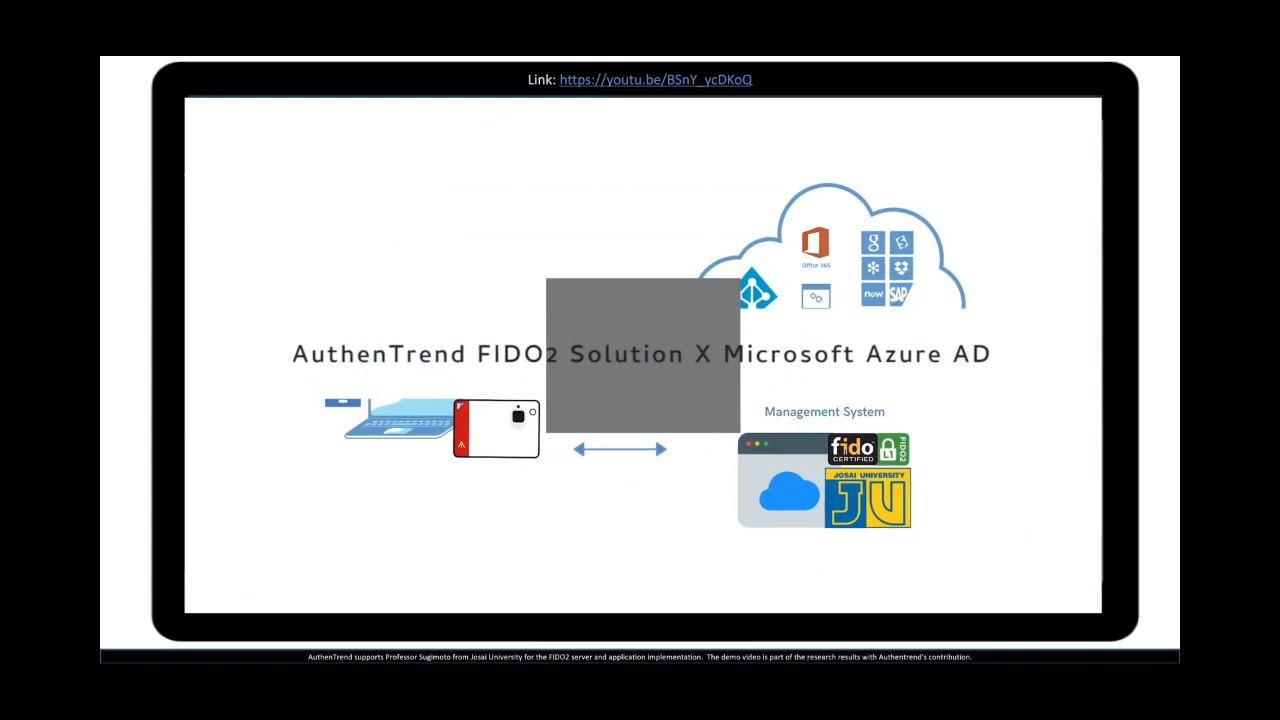 Link: https://youtu.be/BSnY_ycDKoQ
Office 365
now
SAP
AuthenTrend FIDO2 Solution X Microsoft Azure AD
Management System
fido
CERTIFIED
FIDO2
JOSAI UNIVERSITY
JU
AuthenTrend supports Professor Sugimoto from Josai University for the FIDO2 server and application implementation. The demo video is part of the research results with Authentrend's contribution.